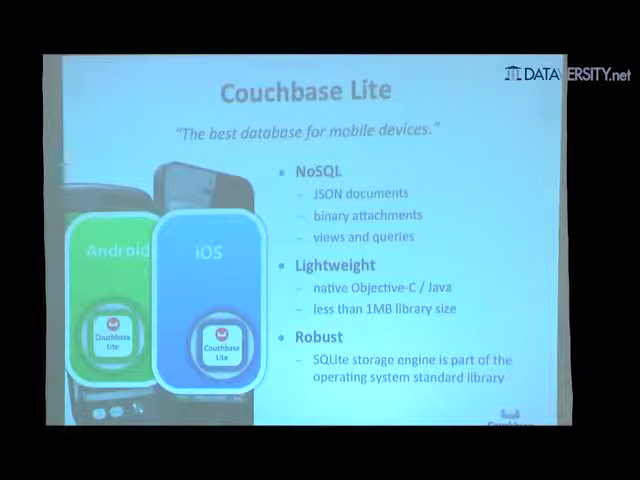 DATAVERSITY.net
Couchbase Lite
“The best database for mobile devices.”
• NoSQL
– JSON documents
– binary attachments
– views and queries
• Lightweight
– native Objective-C / Java
– less than 1MB library size
• Robust
– SQLite storage engine is part of the
operating system standard library
Android
iOS
Couchbase
Lite
Couchbase
Lite
Couchbase